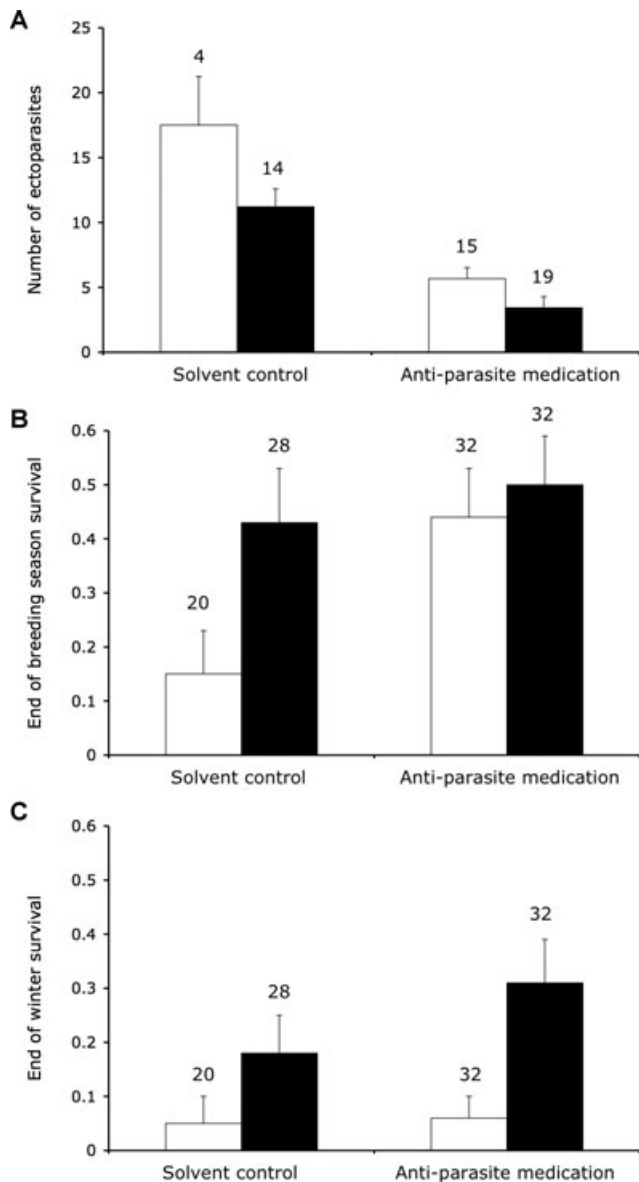 A
Number of ectoparasites
25
20
15
10
5
0
4
14
15
19
Solvent control
Anti-parasite medication
B
End of breeding season survival
0.6
0.5
0.4
0.3
0.2
0.1
0
20
28
32
32
Solvent control
Anti-parasite medication
C
End of winter survival
0.6
0.5
0.4
0.3
0.2
0.1
0
20
28
32
32
Solvent control
Anti-parasite medication